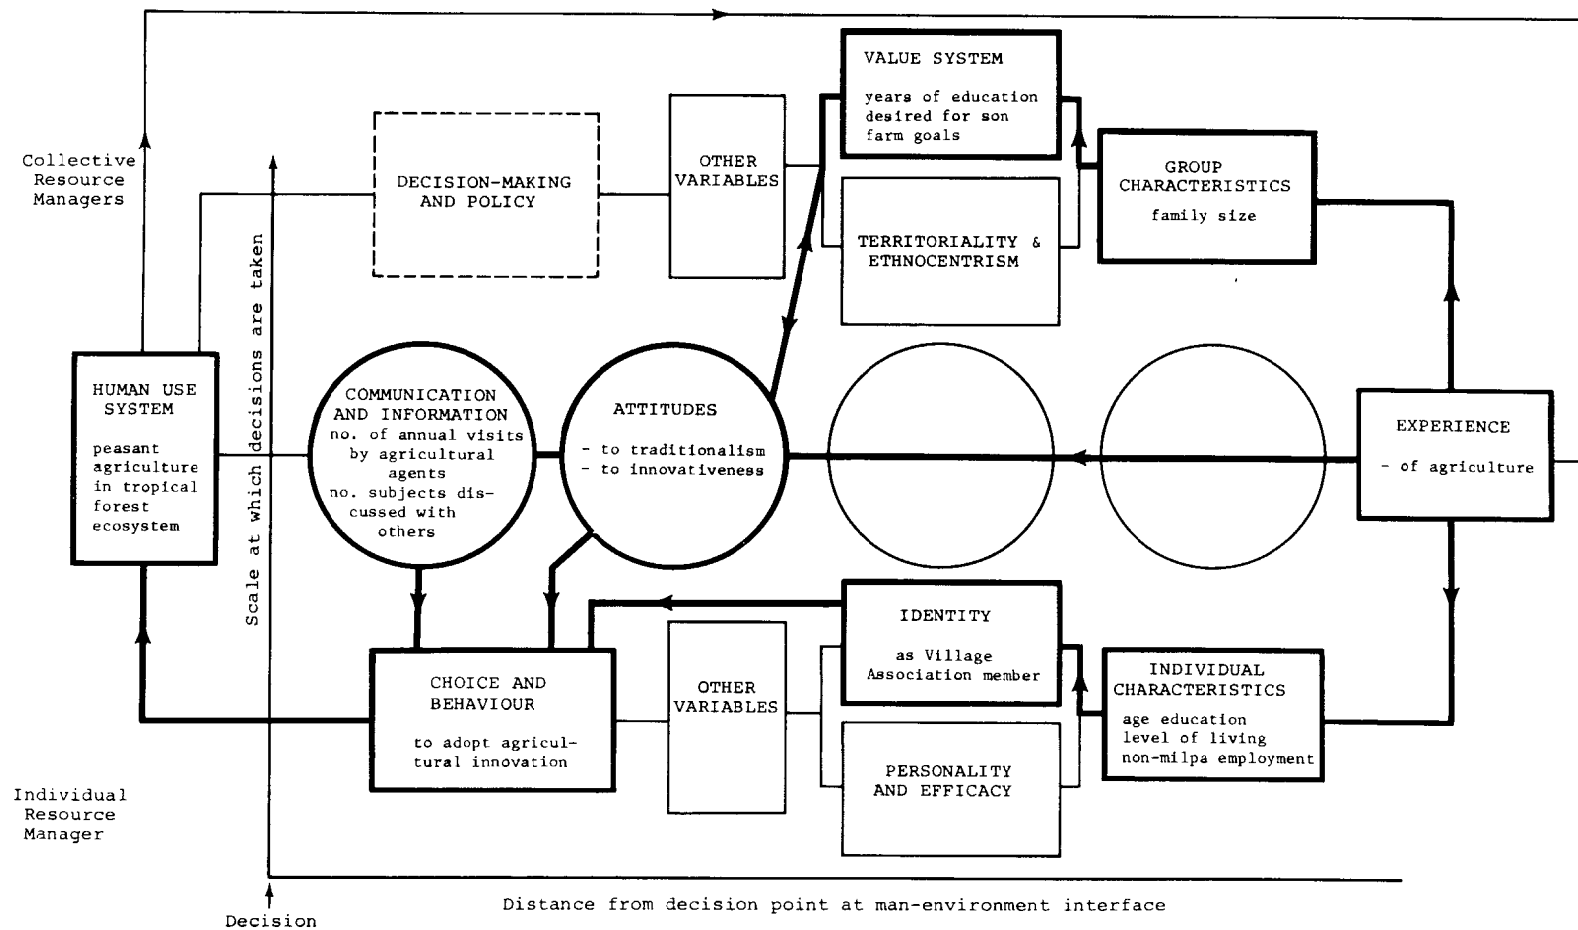 VALUE SYSTEM
years of education
desired for son
farm goals
Collective
Resource
Managers
DECISION-MAKING
AND POLICY
OTHER
VARIABLES
GROUP
CHARACTERISTICS
family size
TERRITORIALITY &
ETHNOCENTRISM
Scale at which decisions are taken
HUMAN USE
SYSTEM
peasant
agriculture
in tropical
forest
ecosystem
COMMUNICATION
AND INFORMATION
no. of annual visits
by agricultural
agents
no. subjects dis-
cussed with
others
ATTITUDES
- to traditionalism
- to innovativeness
EXPERIENCE
- of agriculture
IDENTITY
as Village
Association member
CHOICE AND
BEHAVIOUR
to adopt agricul-
tural innovation
OTHER
VARIABLES
INDIVIDUAL
CHARACTERISTICS
age education
level of living
non-milpa employment
PERSONALITY
AND EFFICACY
Individual
Resource
Manager
Decision
Distance from decision point at man-environment interface